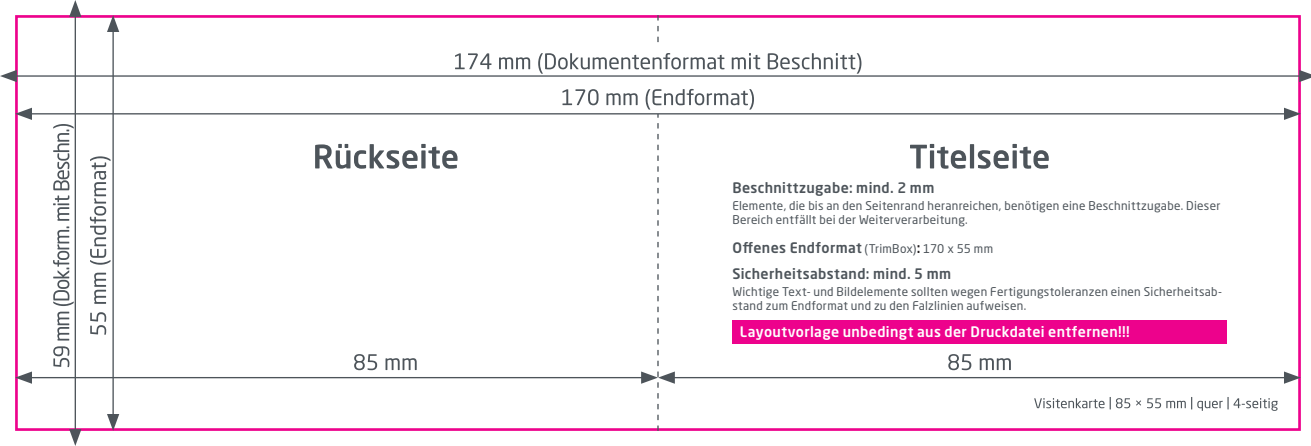 174 mm (Dokumentenformat mit Beschnitt)
170 mm (Endformat)
59 mm (Dok.form. mit Beschn.)
55 mm (Endformat)
Rückseite
Titelseite
Beschnittzugabe: mind. 2 mm
Elemente, die bis an den Seitenrand heranreichen, benötigen eine Beschnittzugabe. Dieser
Bereich entfällt bei der Weiterverarbeitung.
Offenes Endformat (TrimBox): 170 x 55 mm
Sicherheitsabstand: mind. 5 mm
Wichtige Text- und Bildelemente sollten wegen Fertigungstoleranzen einen Sicherheitsab-
stand zum Endformat und zu den Falzlinien aufweisen.
Layoutvorlage unbedingt aus der Druckdatei entfernen!!!
85 mm
85 mm
Visitenkarte | 85 × 55 mm | quer | 4-seitig